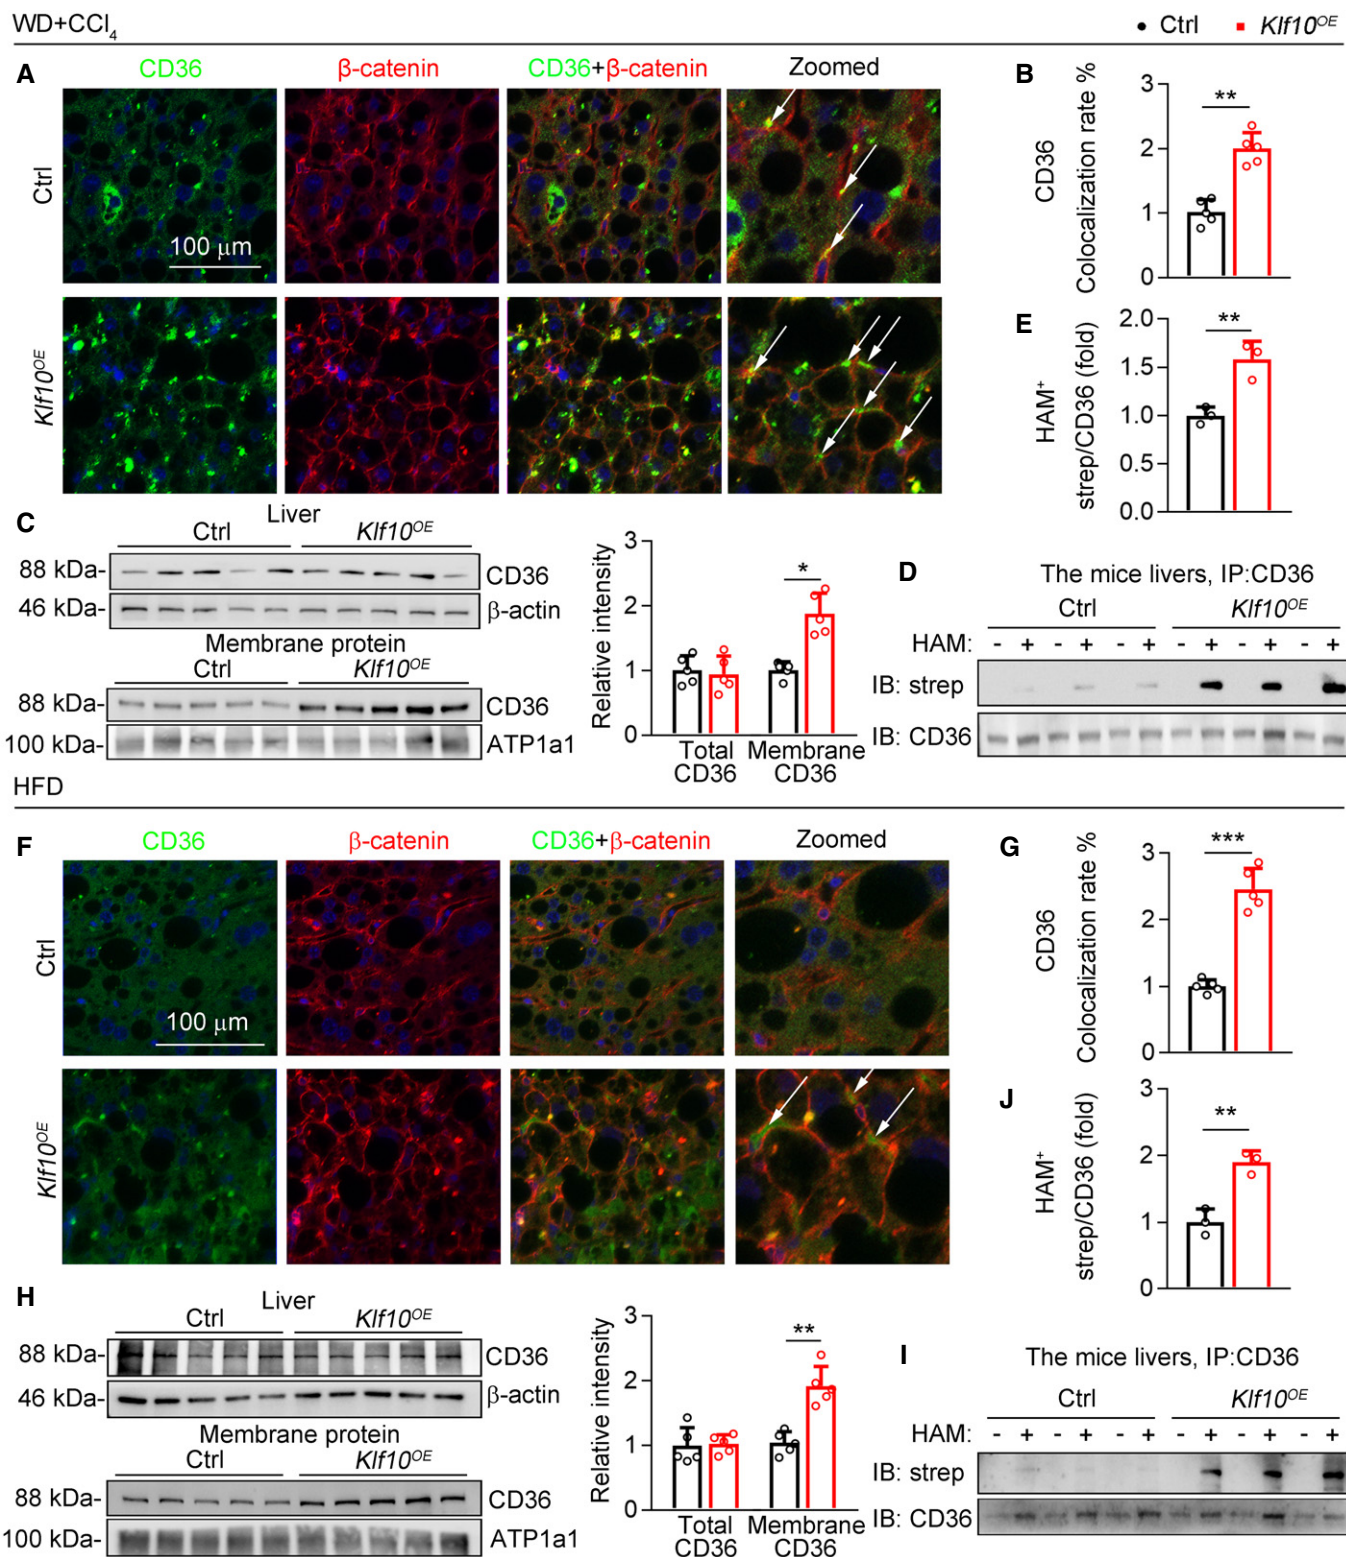 WD+CCl4
• Ctrl ▪ Klf10OE
A
CD36 β-catenin CD36+β-catenin Zoomed
Ctrl
100 μm
Klf10OE
B
CD36
Colocalization rate %
3
2
1
0
**
E
HAM+
strep/CD36 (fold)
2.0
1.5
1.0
0.5
0.0
**
C
Liver
Ctrl Klf10OE
88 kDa- CD36
46 kDa- β-actin
Membrane protein
Ctrl Klf10OE
88 kDa- CD36
100 kDa- ATP1a1
Relative intensity
3
2
1
0
*
Total Membrane
CD36 CD36
D
The mice livers, IP:CD36
Ctrl Klf10OE
HAM: - + - + - + - + - + - +
IB: strep
IB: CD36
HFD
F
CD36 β-catenin CD36+β-catenin Zoomed
Ctrl
100 μm
Klf10OE
G
CD36
Colocalization rate %
3
2
1
0
***
J
HAM+
strep/CD36 (fold)
3
2
1
0
**
H
Liver
Ctrl Klf10OE
88 kDa- CD36
46 kDa- β-actin
Membrane protein
Ctrl Klf10OE
88 kDa- CD36
100 kDa- ATP1a1
Relative intensity
3
2
1
0
**
Total Membrane
CD36 CD36
I
The mice livers, IP:CD36
Ctrl Klf10OE
HAM: - + - + - + - + - + - +
IB: strep
IB: CD36